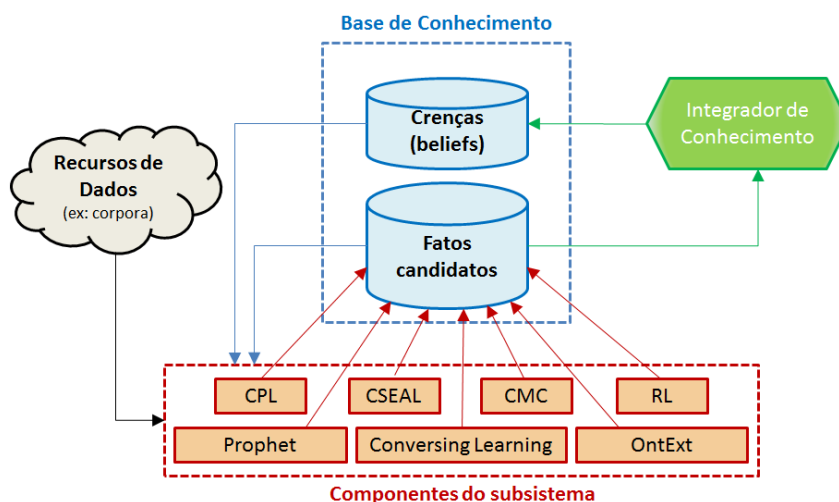 Base de Conhecimento
Crenças
(beliefs)
Integrador de
Conhecimento
Recursos de
Dados
(ex: corpora)
Fatos
candidatos
CPL
CSEAL
CMC
RL
Prophet
Conversing Learning
OntExt
Componentes do subsistema